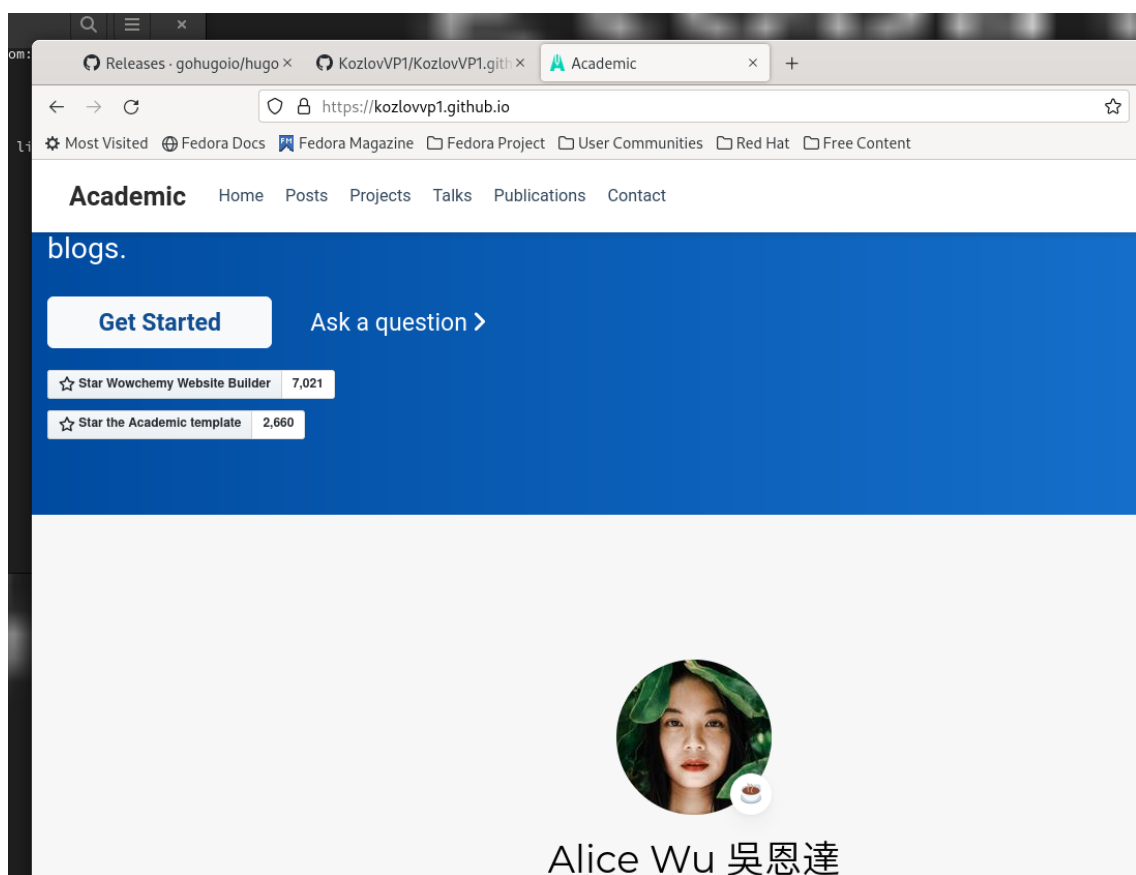 om:
Releases · gohugoio/hugo
KozlovVP1/KozlovVP1.gith
Academic
https://kozlovvp1.github.io
li
Most Visited Fedora Docs Fedora Magazine Fedora Project User Communities Red Hat Free Content
Academic Home Posts Projects Talks Publications Contact
blogs.
Get Started Ask a question
Star Wowchemy Website Builder 7,021
Star the Academic template 2,660
Alice Wu 吳恩達